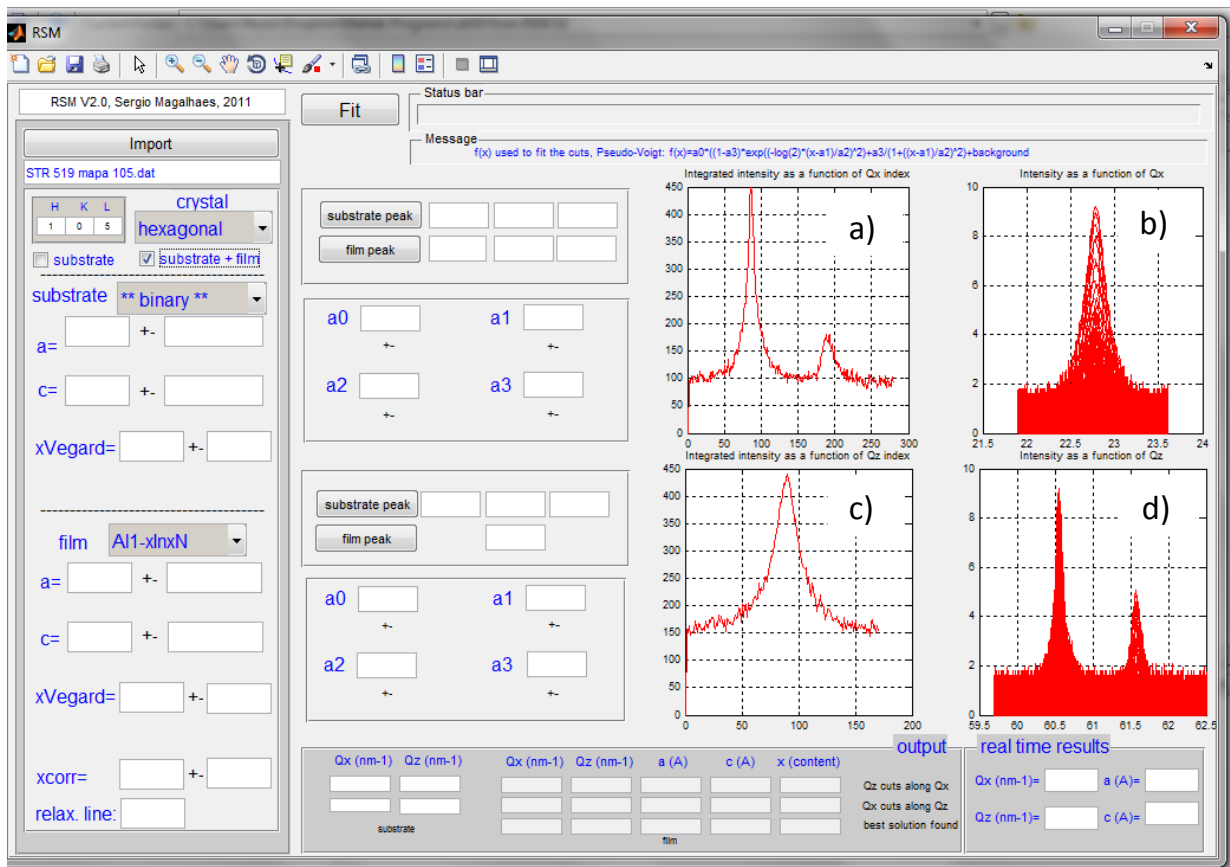 RSM
RSM V2.0, Sergio Magalhaes, 2011
Import
STR 519 mapa 105.dat
H K L
1 0 5
crystal
hexagonal
substrate
substrate + film
substrate
** binary **
a= +-
c= +-
xVegard= +-
film
Al1-xInxN
a= +-
c= +-
xVegard= +-
xcorr= +-
relax. line:
Fit
Status bar
Message
f(x) used to fit the cuts, Pseudo-Voigt: f(x)=a0*((1-a3)*exp((-log(2)*(x-a1)/a2)^2)+a3/(1+((x-a1)/a2)^2)+background
substrate peak
film peak
a0 a1
+- +-
a2 a3
+- +-
substrate peak
film peak
a0 a1
+- +-
a2 a3
+- +-
Integrated intensity as a function of Qx index
a)
450
400
350
300
250
200
150
100
50
0
0 50 100 150 200 250 300
Intensity as a function of Qx
b)
10
8
6
4
2
0
21.5 22 22.5 23 23.5 24
Integrated intensity as a function of Qz index
c)
450
400
350
300
250
200
150
100
50
0
0 50 100 150 200
Intensity as a function of Qz
d)
10
8
6
4
2
0
59.5 60 60.5 61 61.5 62 62.5
output
Qx (nm-1) Qz (nm-1) Qx (nm-1) Qz (nm-1) a (A) c (A) x (content)
Qz cuts along Qx
Qx cuts along Qz
best solution found
substrate
film
real time results
Qx (nm-1)= a (A)=
Qz (nm-1)= c (A)=